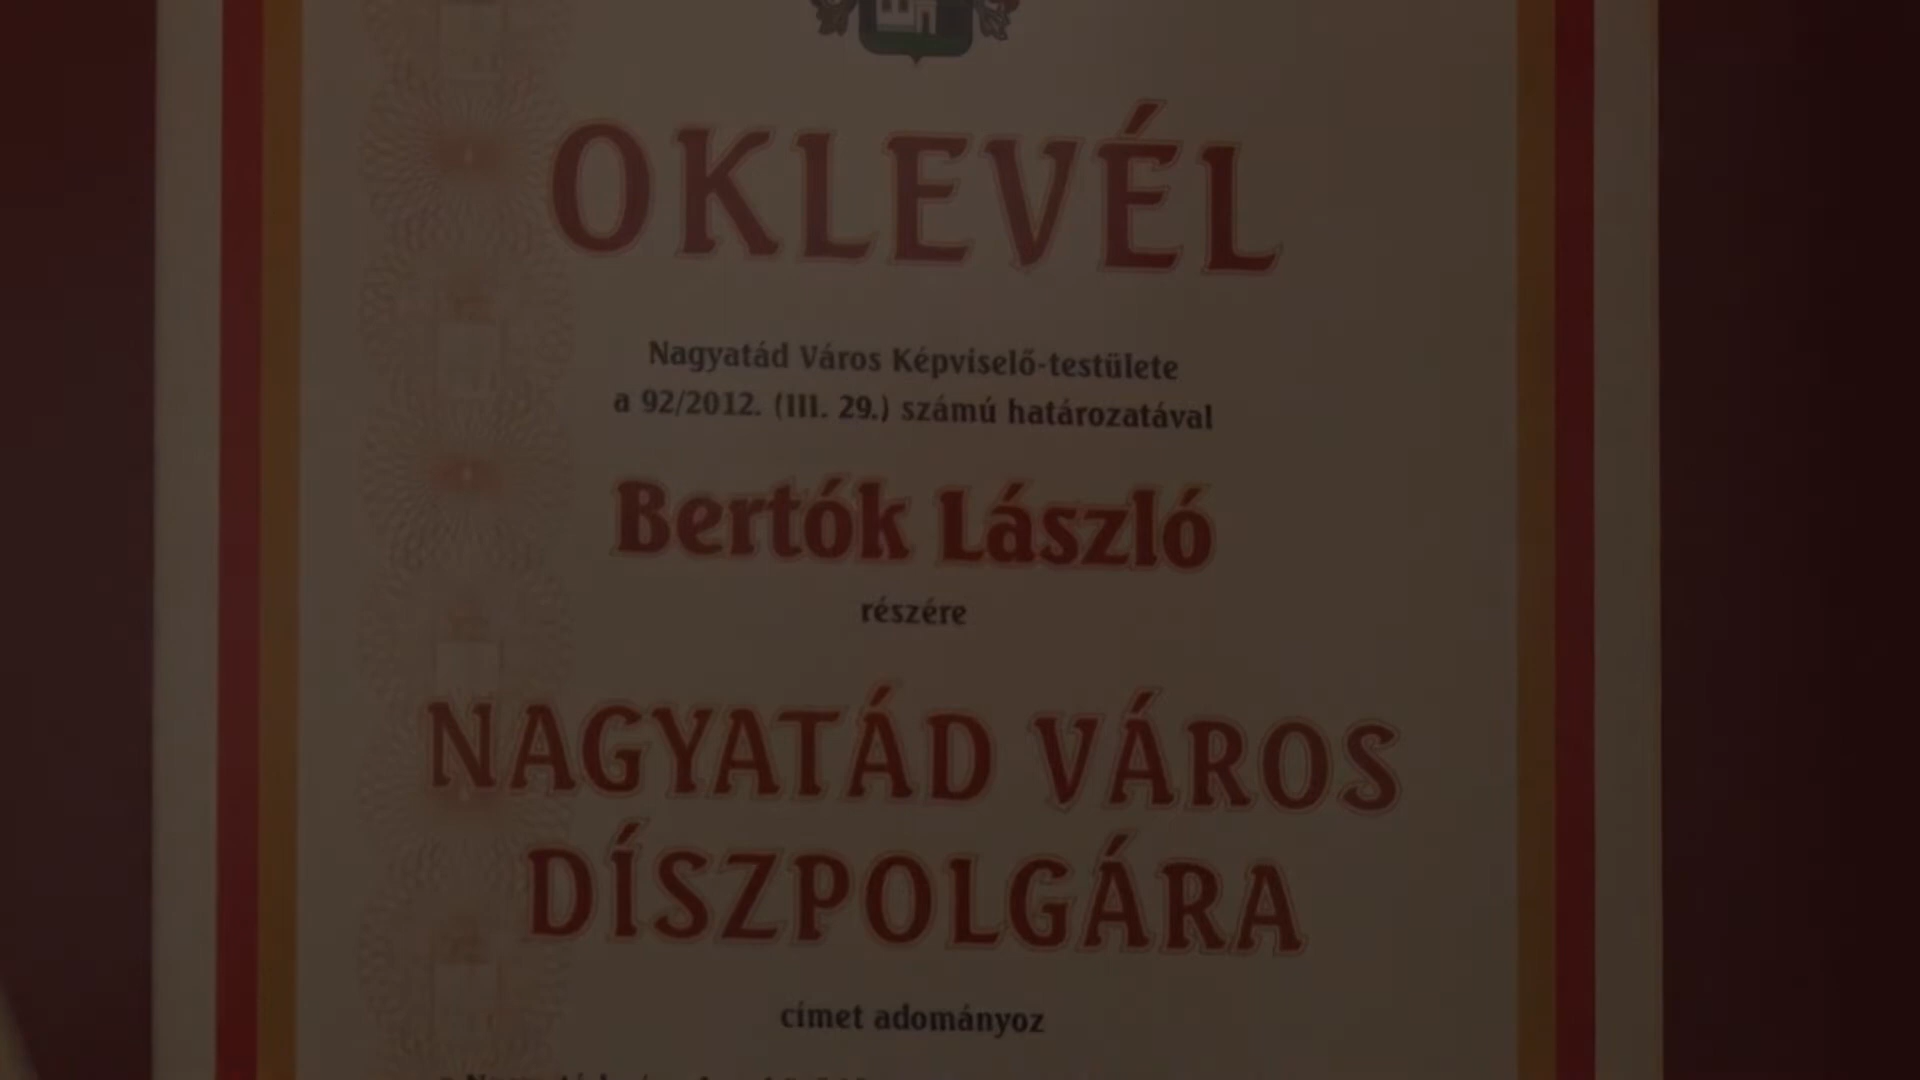 OKLEVÉL
Nagyatád Város Képviselő-testülete
a 92/2012. (III. 29.) számú határozatával
Bertók László
részére
NAGYATÁD VÁROS
DÍSZPOLGÁRA
címet adományoz